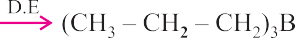 D.E
(CH₃ – CH₂ – CH₂)₃B